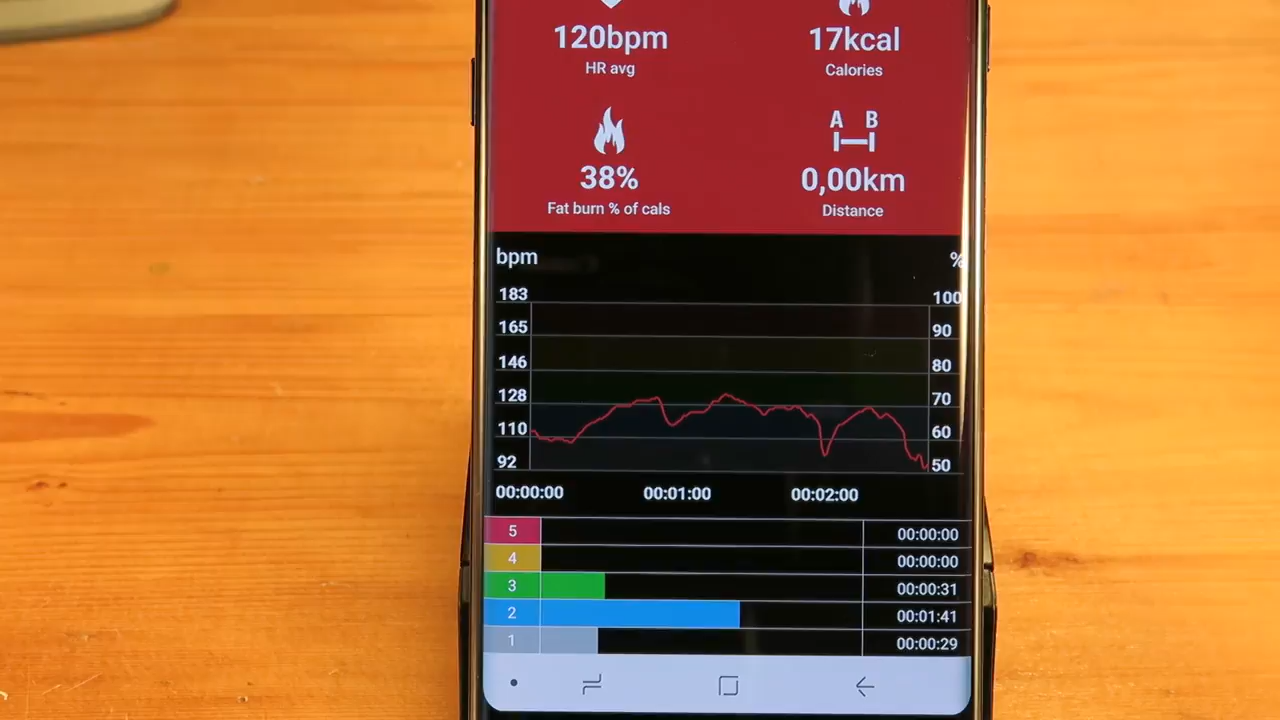 120bpm 17kcal
HR avg Calories
A B
38% 0,00km
Fat burn % of cals Distance
bpm %
183 100
165 90
146 80
128 70
110 60
92 50
00:00:00 00:01:00 00:02:00
5 00:00:00
4 00:00:00
3 00:00:31
2 00:01:41
1 00:00:29